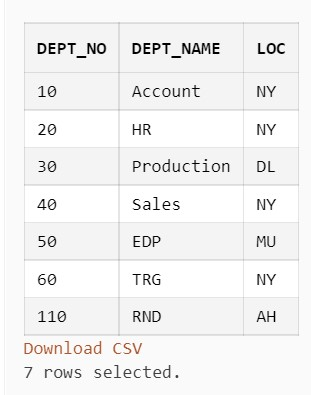 DEPT_NO DEPT_NAME LOC
10 Account NY
20 HR NY
30 Production DL
40 Sales NY
50 EDP MU
60 TRG NY
110 RND AH
Download CSV
7 rows selected.